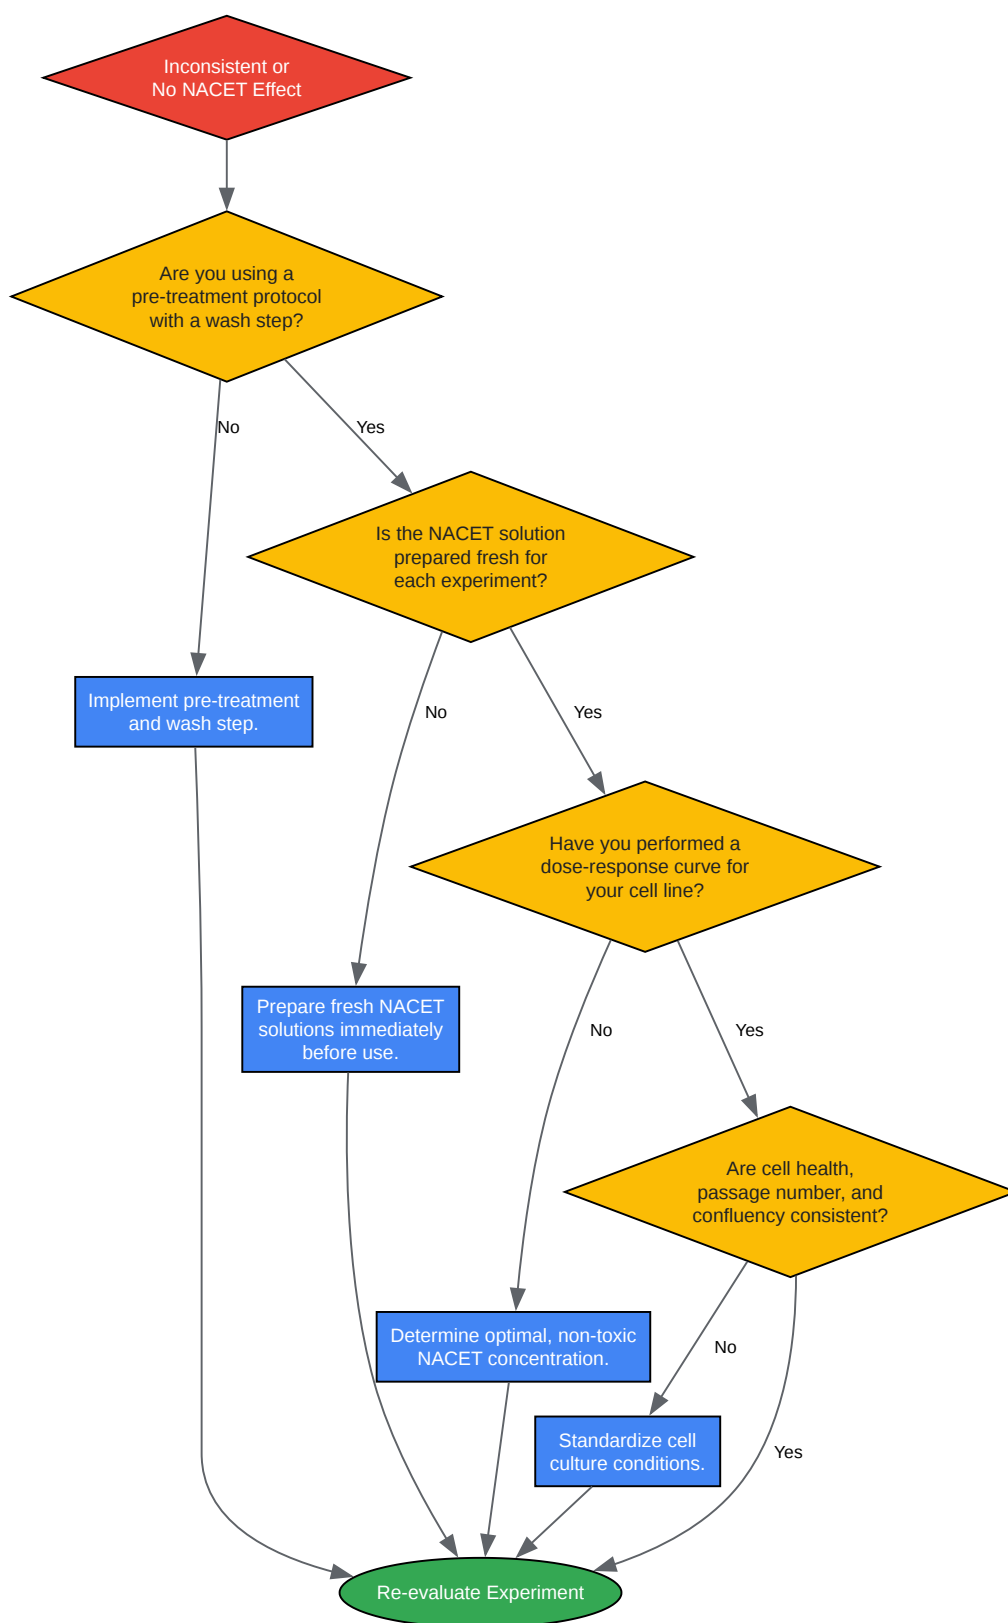 Inconsistent or
No NACET Effect
Are you using a
pre-treatment protocol
with a wash step?
No
Yes
Is the NACET solution
prepared fresh for
each experiment?
Implement pre-treatment
and wash step.
No
Yes
Have you performed a
dose-response curve for
your cell line?
Prepare fresh NACET
solutions immediately
before use.
No
Yes
Are cell health,
passage number, and
confluency consistent?
Determine optimal, non-toxic
NACET concentration.
No
Standardize cell
culture conditions.
Yes
Re-evaluate Experiment